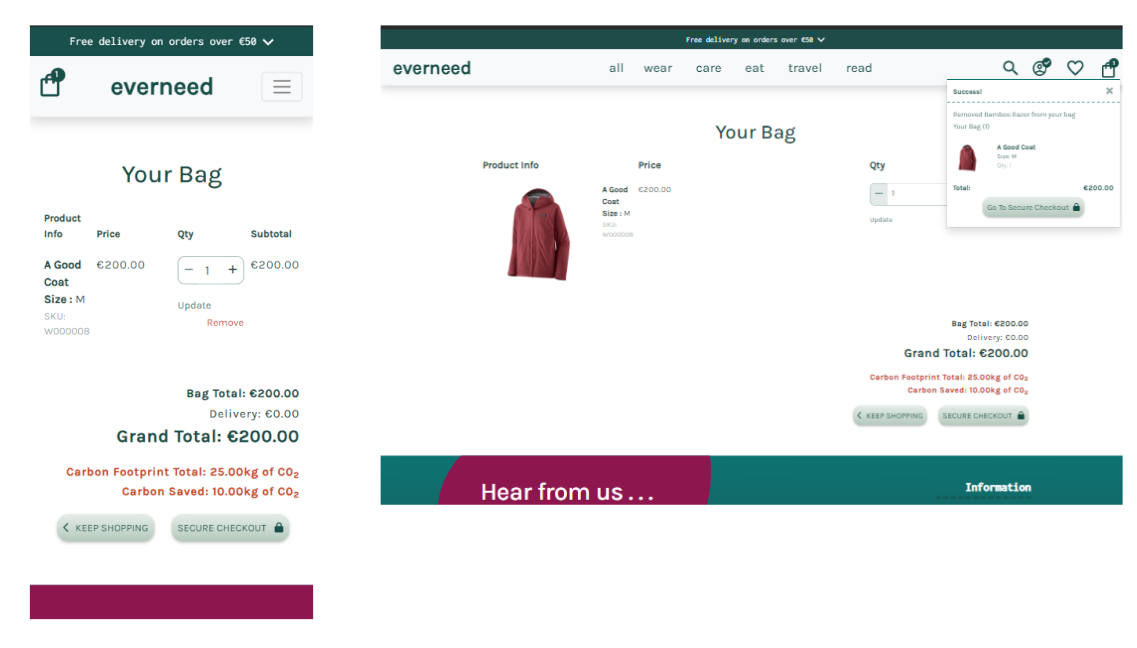 Free delivery on orders over €50
1
everneed
Your Bag
Product Info Price Qty Subtotal
A Good Coat €200.00 − 1 + €200.00
Size : M
SKU: W000008
Update
Remove
Bag Total: €200.00
Delivery: €0.00
Grand Total: €200.00
Carbon Footprint Total: 25.00kg of CO₂
Carbon Saved: 10.00kg of CO₂
KEEP SHOPPING SECURE CHECKOUT
Free delivery on orders over €50
everneed all wear care eat travel read 1
Success! ×
Removed Bamboo Razor from your bag
Your Bag (1)
A Good Coat
Size: M
Qty: 1
Total: €200.00
Go To Secure Checkout
Your Bag
Product Info Price Qty
A Good Coat €200.00 − 1
Size : M
SKU: W000008
Update
Bag Total: €200.00
Delivery: €0.00
Grand Total: €200.00
Carbon Footprint Total: 25.00kg of CO₂
Carbon Saved: 10.00kg of CO₂
KEEP SHOPPING SECURE CHECKOUT
Hear from us ... Information